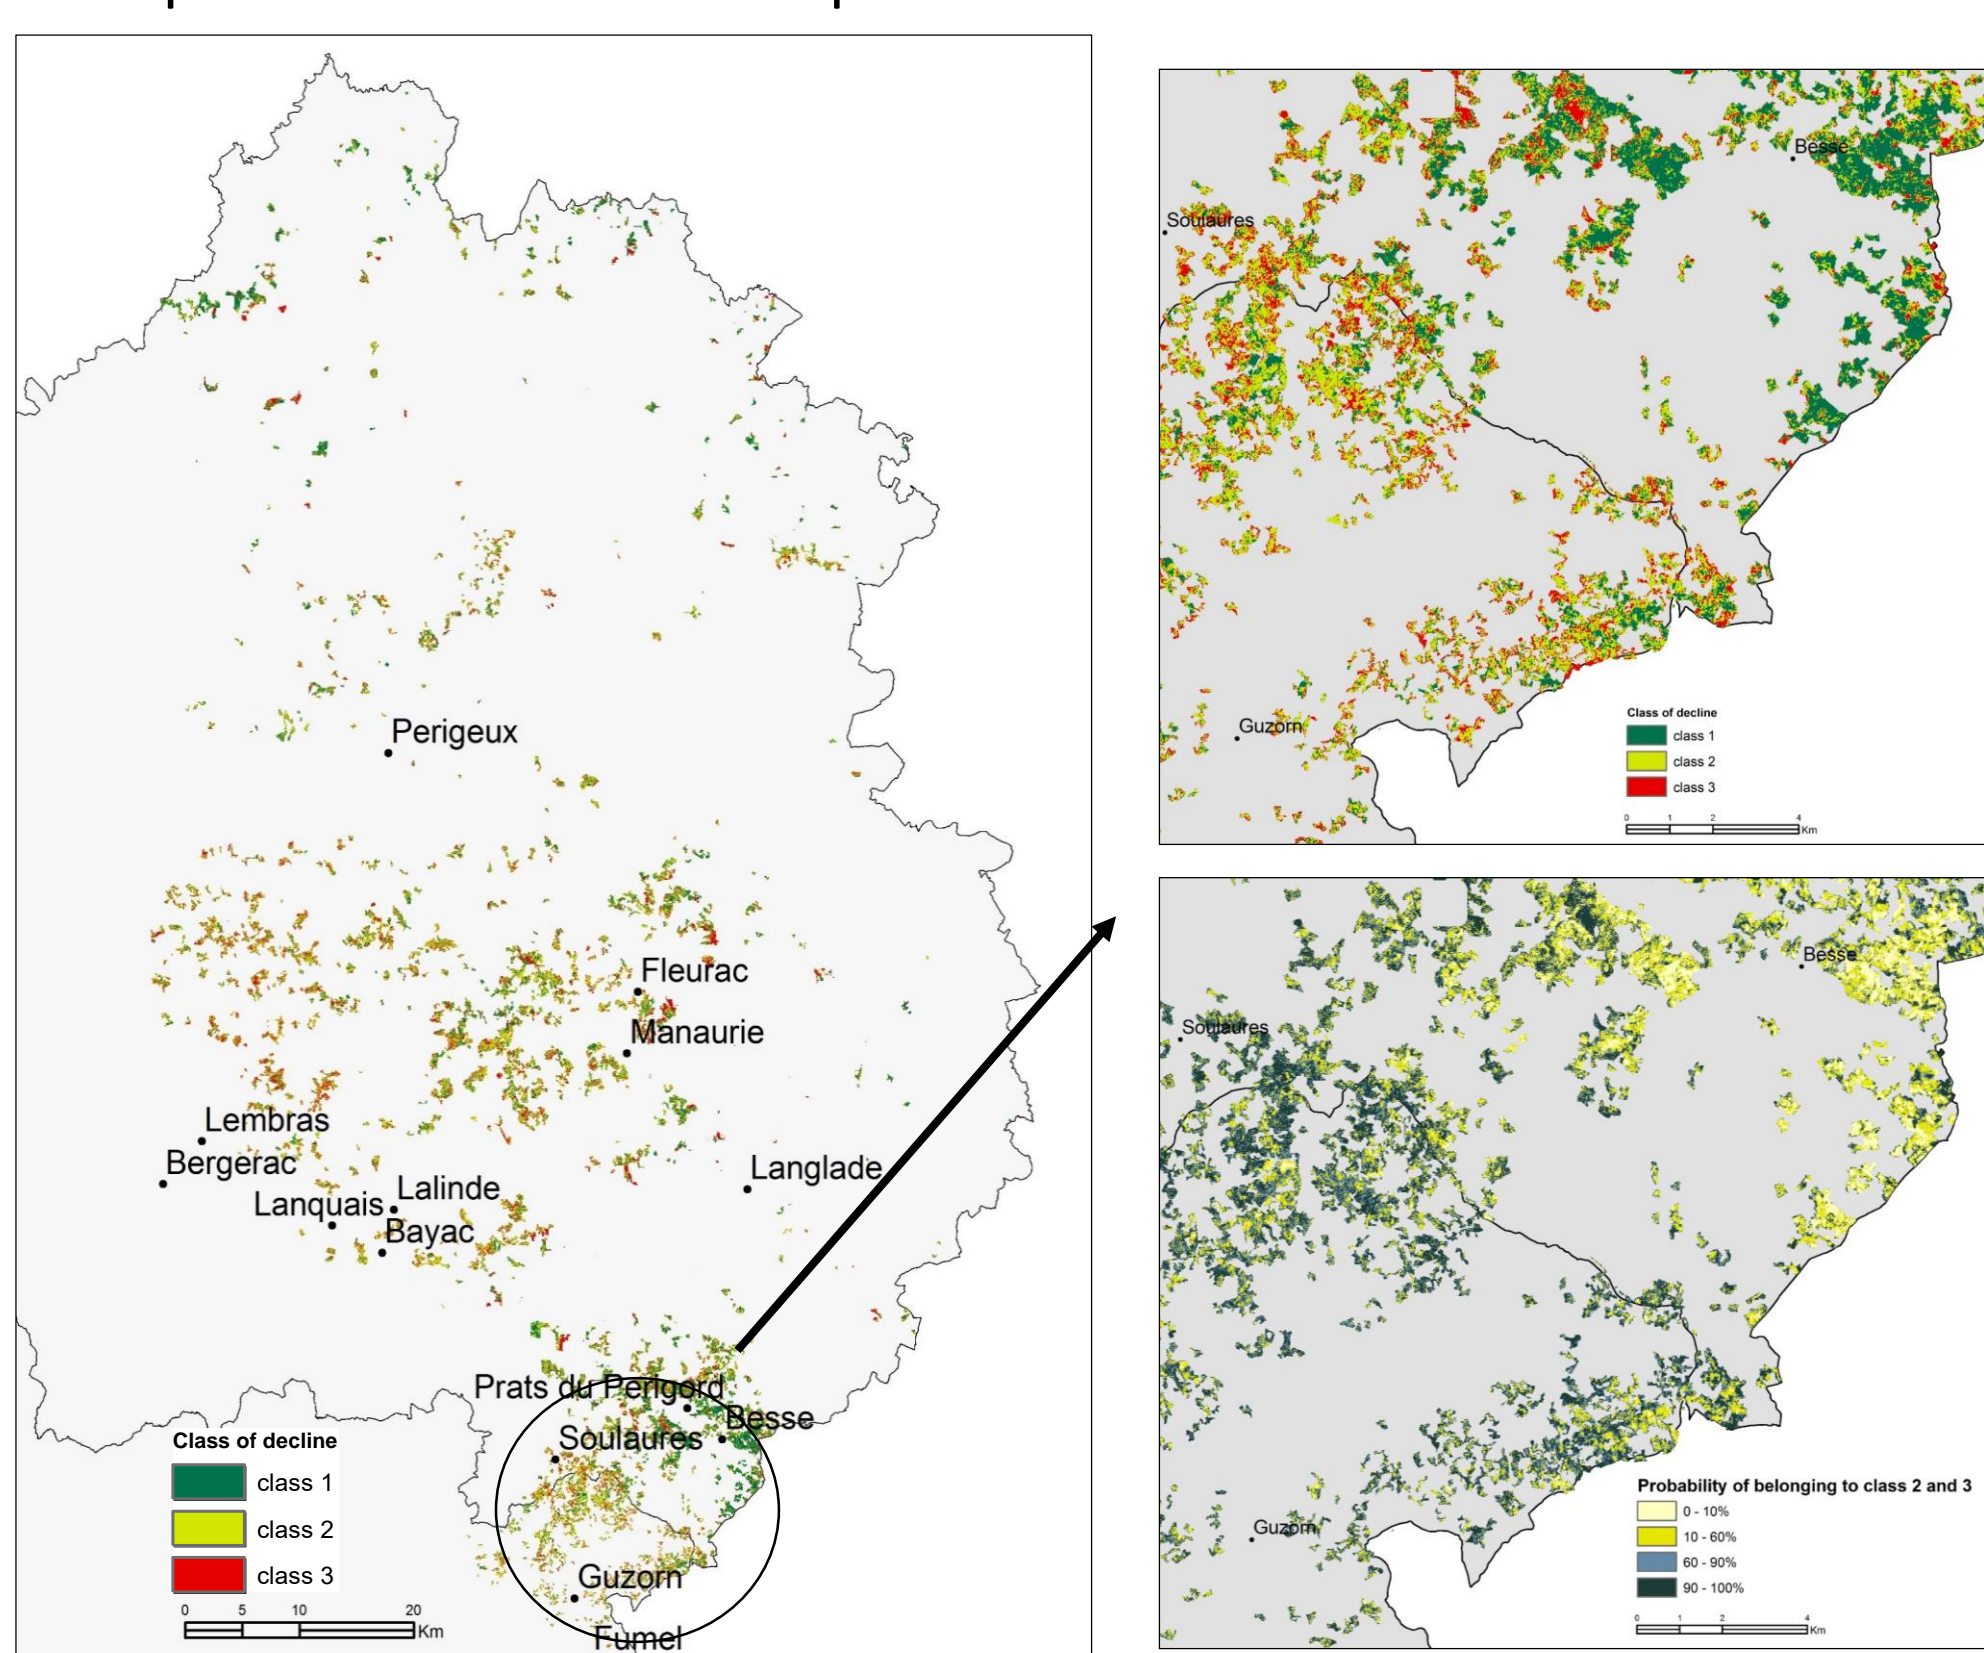 Perigeux
Fleurac
Manaurie
Lembras
Bergerac
Langlade
Lalinde
Lanquais
Bayac
Prats du Perigord
Besse
Soulaures
Guzorn
Fumel
Class of decline
class 1
class 2
class 3
0 5 10 20
Km
Besse
Soulaures
Guzorn
Class of decline
class 1
class 2
class 3
0 1 2 4
Km
Besse
Soulaures
Guzorn
Probability of belonging to class 2 and 3
0 - 10%
10 - 60%
60 - 90%
90 - 100%
0 1 2 4
Km